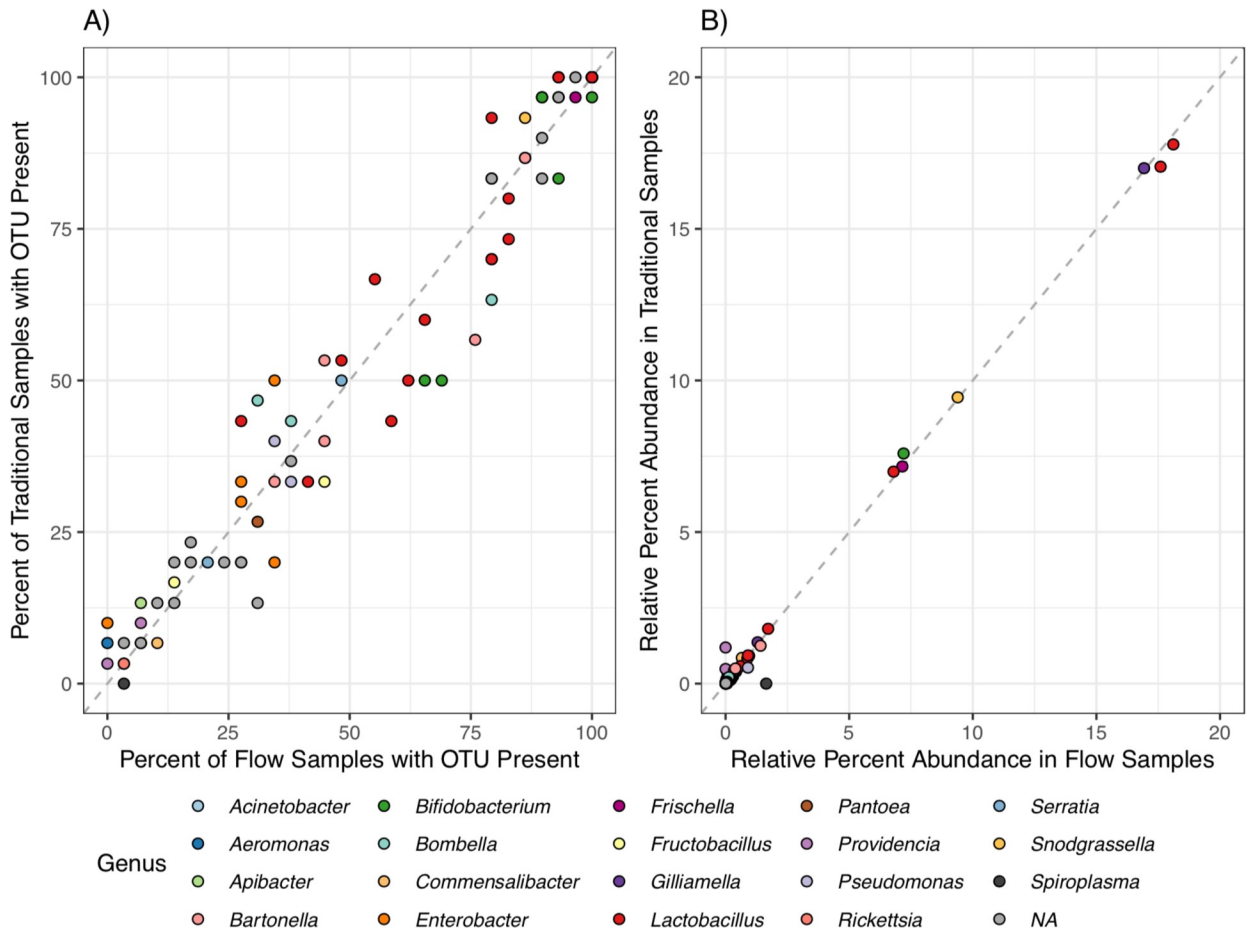 A)
B)
Percent of Traditional Samples with OTU Present
100
75
50
25
0
0 25 50 75 100
Percent of Flow Samples with OTU Present
Relative Percent Abundance in Traditional Samples
20
15
10
5
0
0 5 10 15 20
Relative Percent Abundance in Flow Samples
Genus
Acinetobacter Bifidobacterium Frischella Pantoea Serratia
Aeromonas Bombella Fructobacillus Providencia Snodgrassella
Apibacter Commensalibacter Gilliamella Pseudomonas Spiroplasma
Bartonella Enterobacter Lactobacillus Rickettsia NA